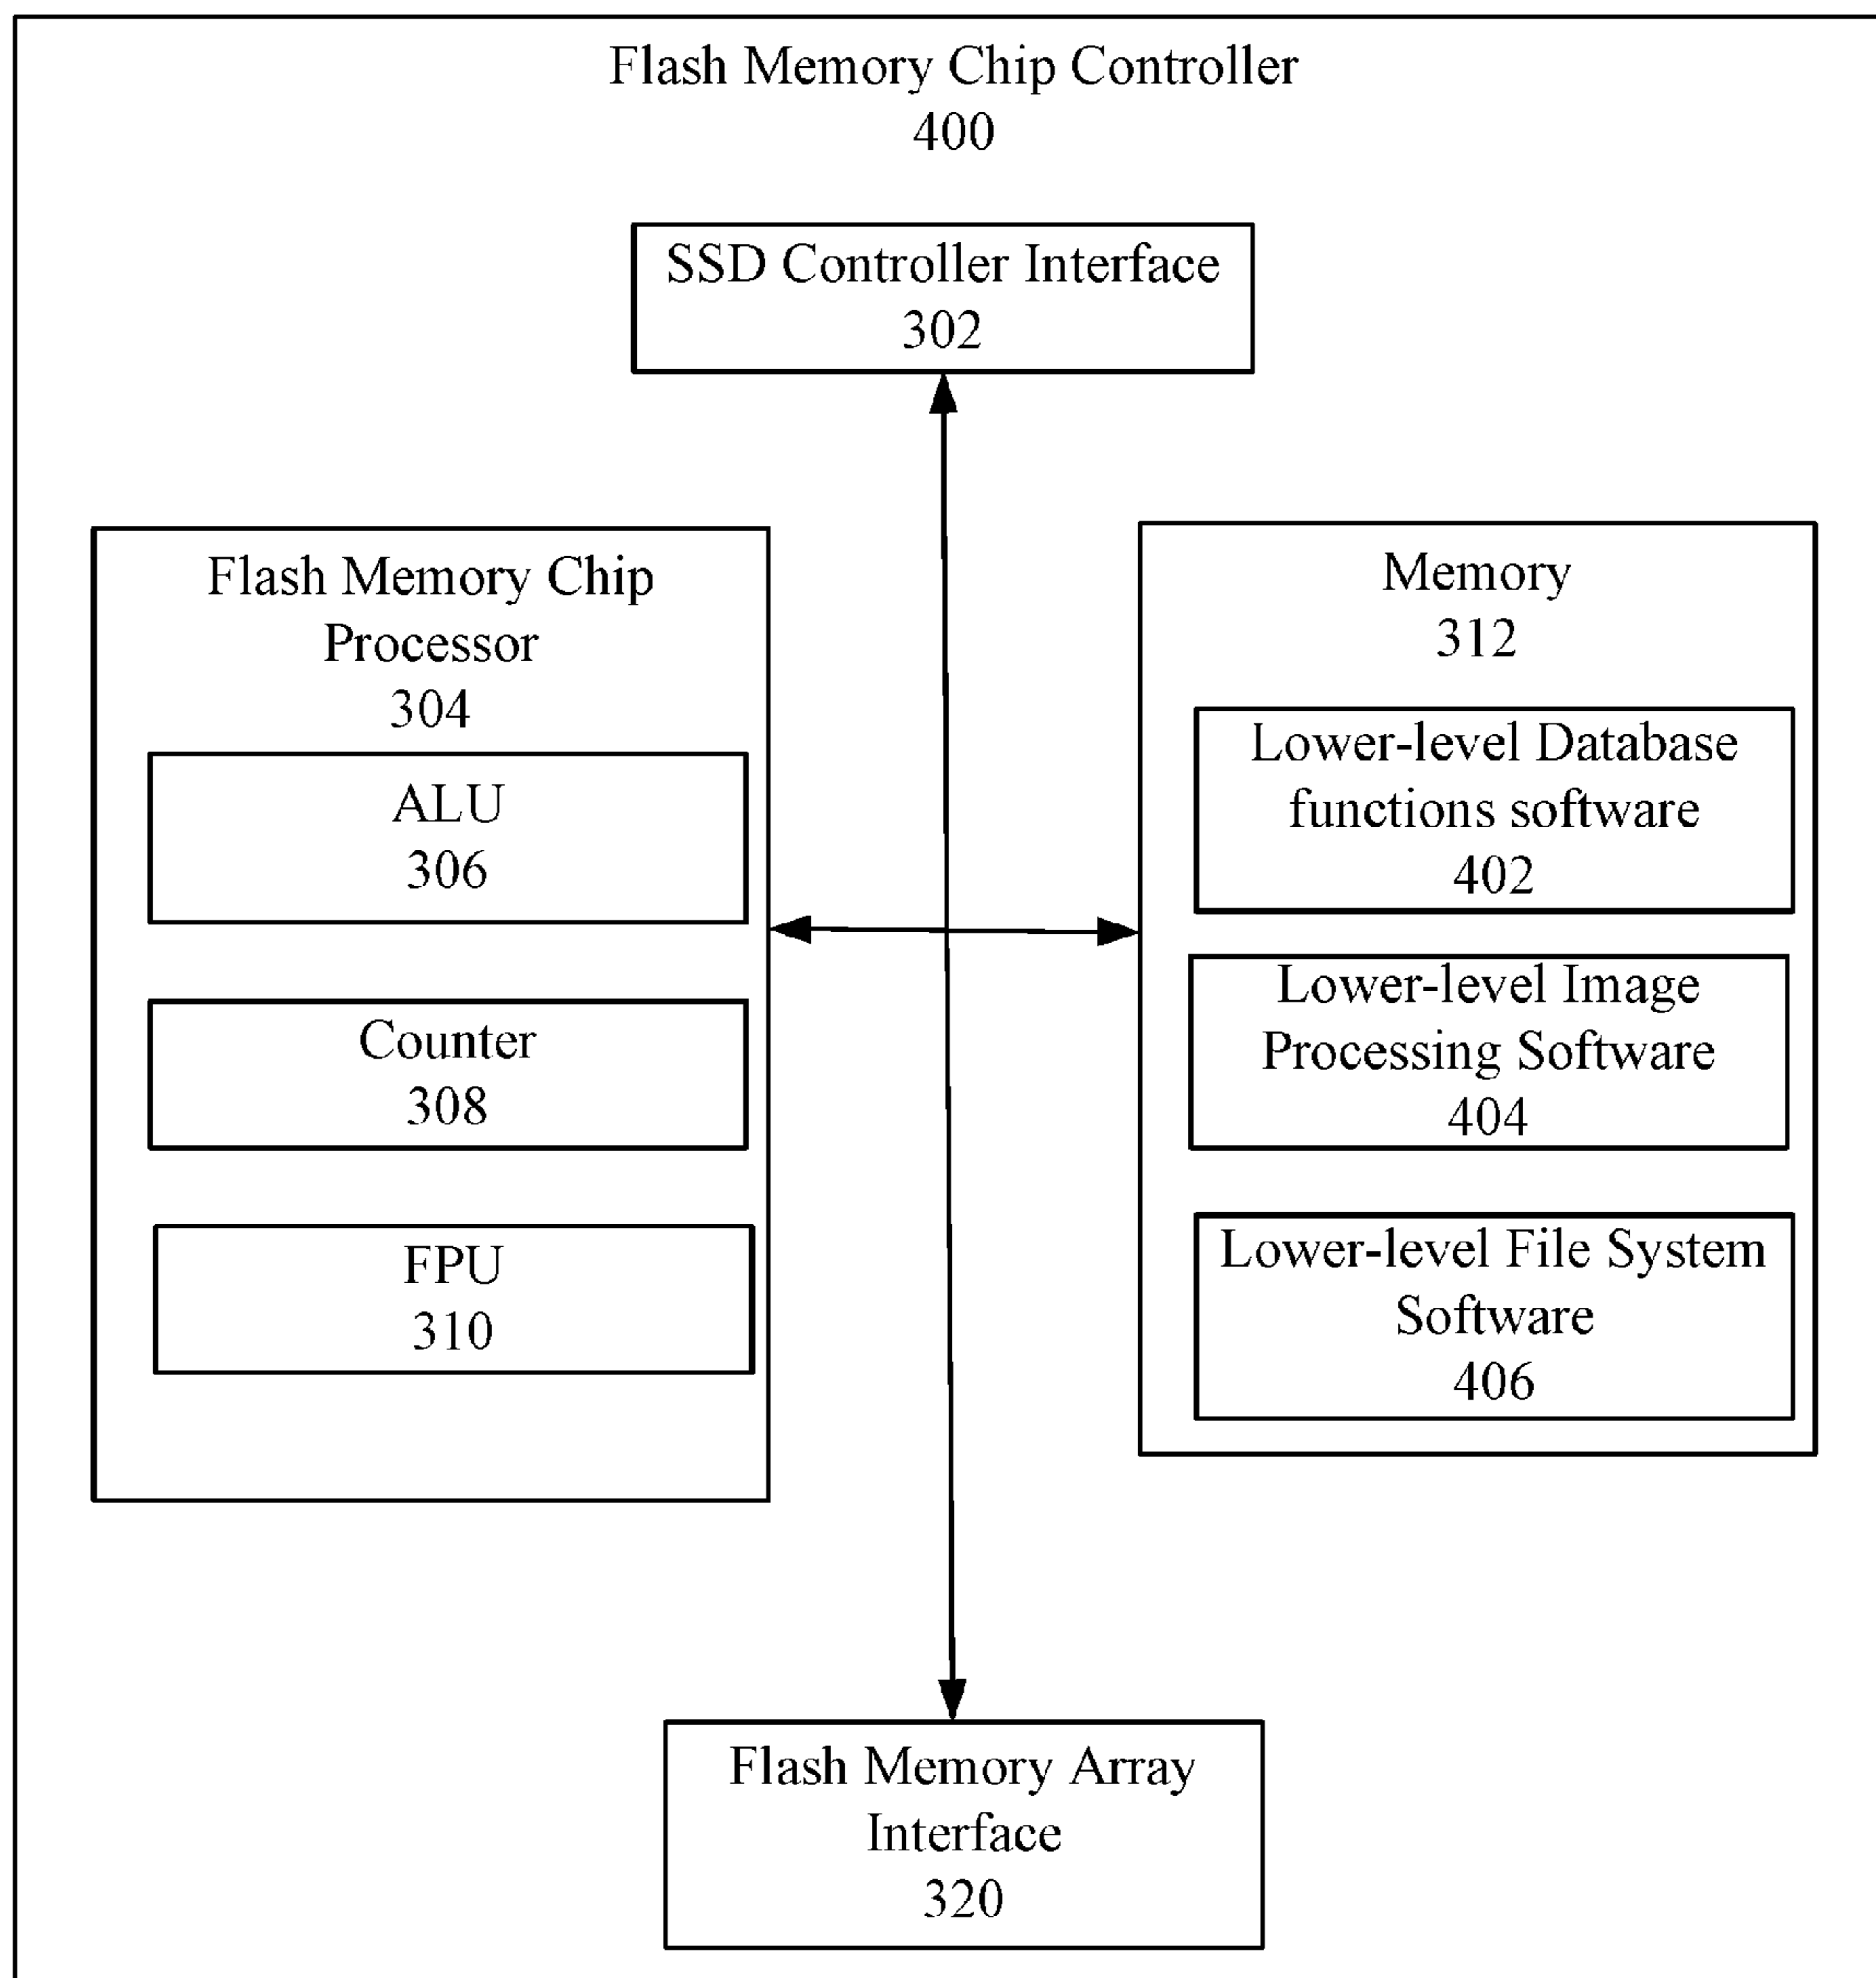 Flash Memory Chip Controller
400
SSD Controller Interface
302
Flash Memory Chip
Processor
304
ALU
306
Counter
308
FPU
310
Memory
312
Lower-level Database
functions software
402
Lower-level Image
Processing Software
404
Lower-level File System
Software
406
Flash Memory Array
Interface
320